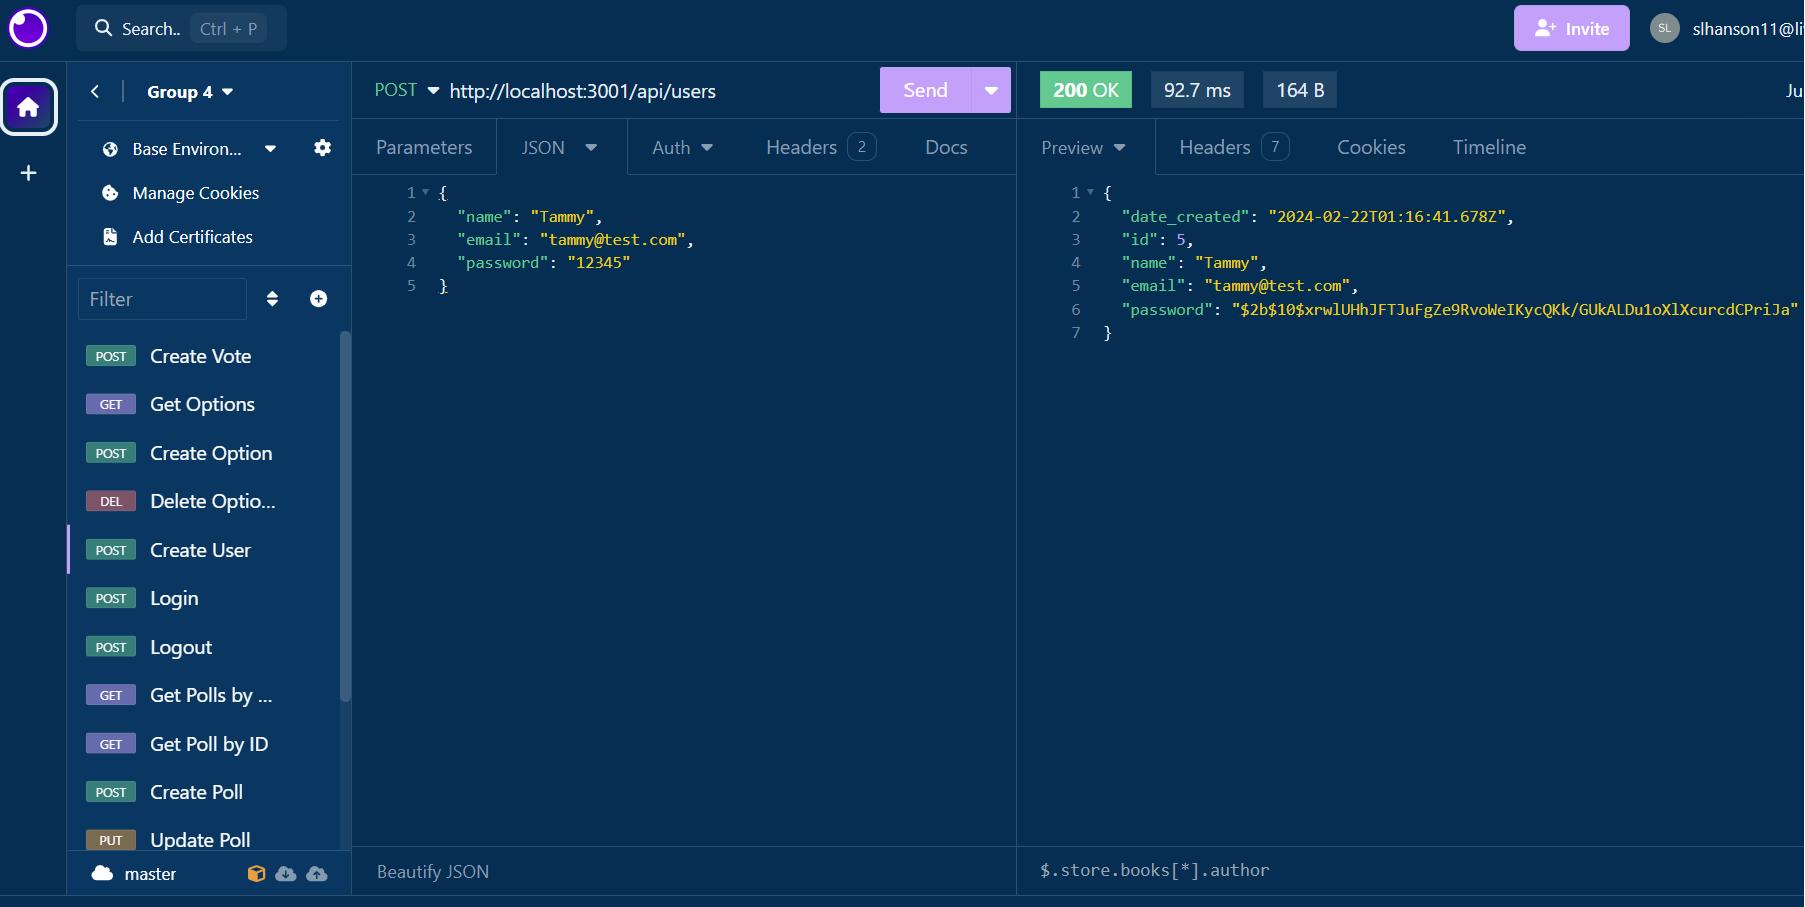 Search.. Ctrl + P
Invite
SL
slhanson11@li
Group 4
Base Environ...
Manage Cookies
Add Certificates
Filter
POST Create Vote
GET Get Options
POST Create Option
DEL Delete Optio...
POST Create User
POST Login
POST Logout
GET Get Polls by ...
GET Get Poll by ID
POST Create Poll
PUT Update Poll
master
POST http://localhost:3001/api/users
Send
Parameters JSON Auth Headers 2 Docs
1 {
2 "name": "Tammy",
3 "email": "tammy@test.com",
4 "password": "12345"
5 }
Beautify JSON
200 OK 92.7 ms 164 B Ju
Preview Headers 7 Cookies Timeline
1 {
2 "date_created": "2024-02-22T01:16:41.678Z",
3 "id": 5,
4 "name": "Tammy",
5 "email": "tammy@test.com",
6 "password": "$2b$10$xrwlUHhJFTJuFgZe9RvoWeIKycQKk/GUkALDu1oXlXcurcdCPriJa"
7 }
$.store.books[*].author